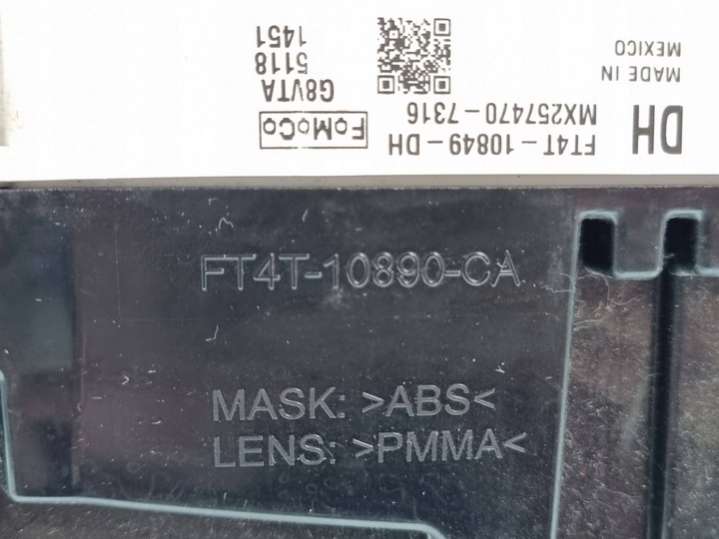 DH
FT4T-10849-DH
MX257470-7316
MADE IN
MEXICO
FoMoCo
G8VTA
5118
1451
FT4T-10890-CA
MASK: >ABS<
LENS: >PMMA<